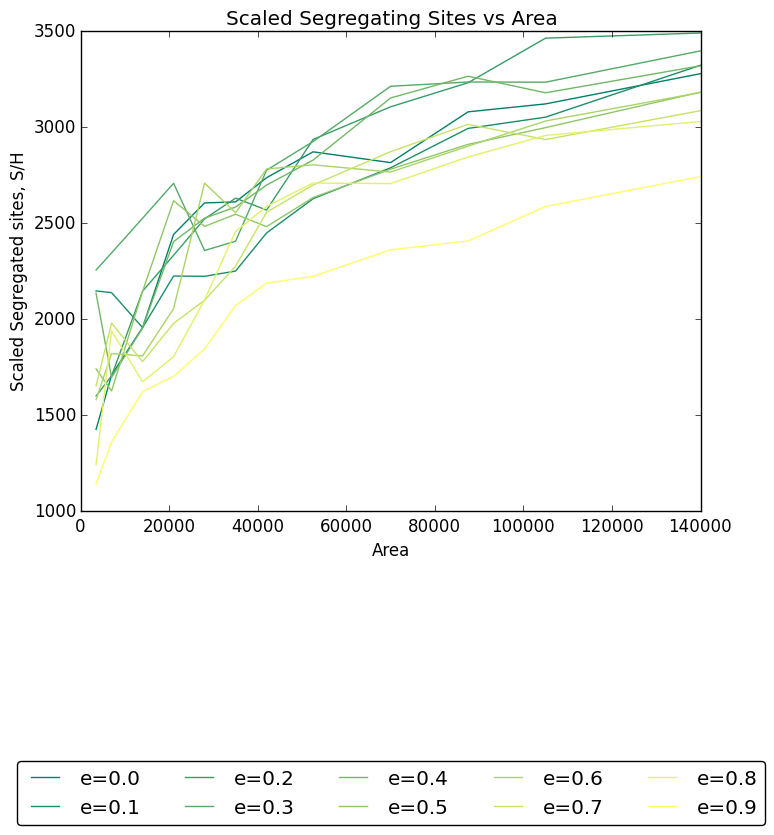 Scaled Segregating Sites vs Area
Scaled Segregated sites, S/H
3500
3000
2500
2000
1500
1000
0 20000 40000 60000 80000 100000 120000 140000
Area
e=0.0 e=0.2 e=0.4 e=0.6 e=0.8
e=0.1 e=0.3 e=0.5 e=0.7 e=0.9